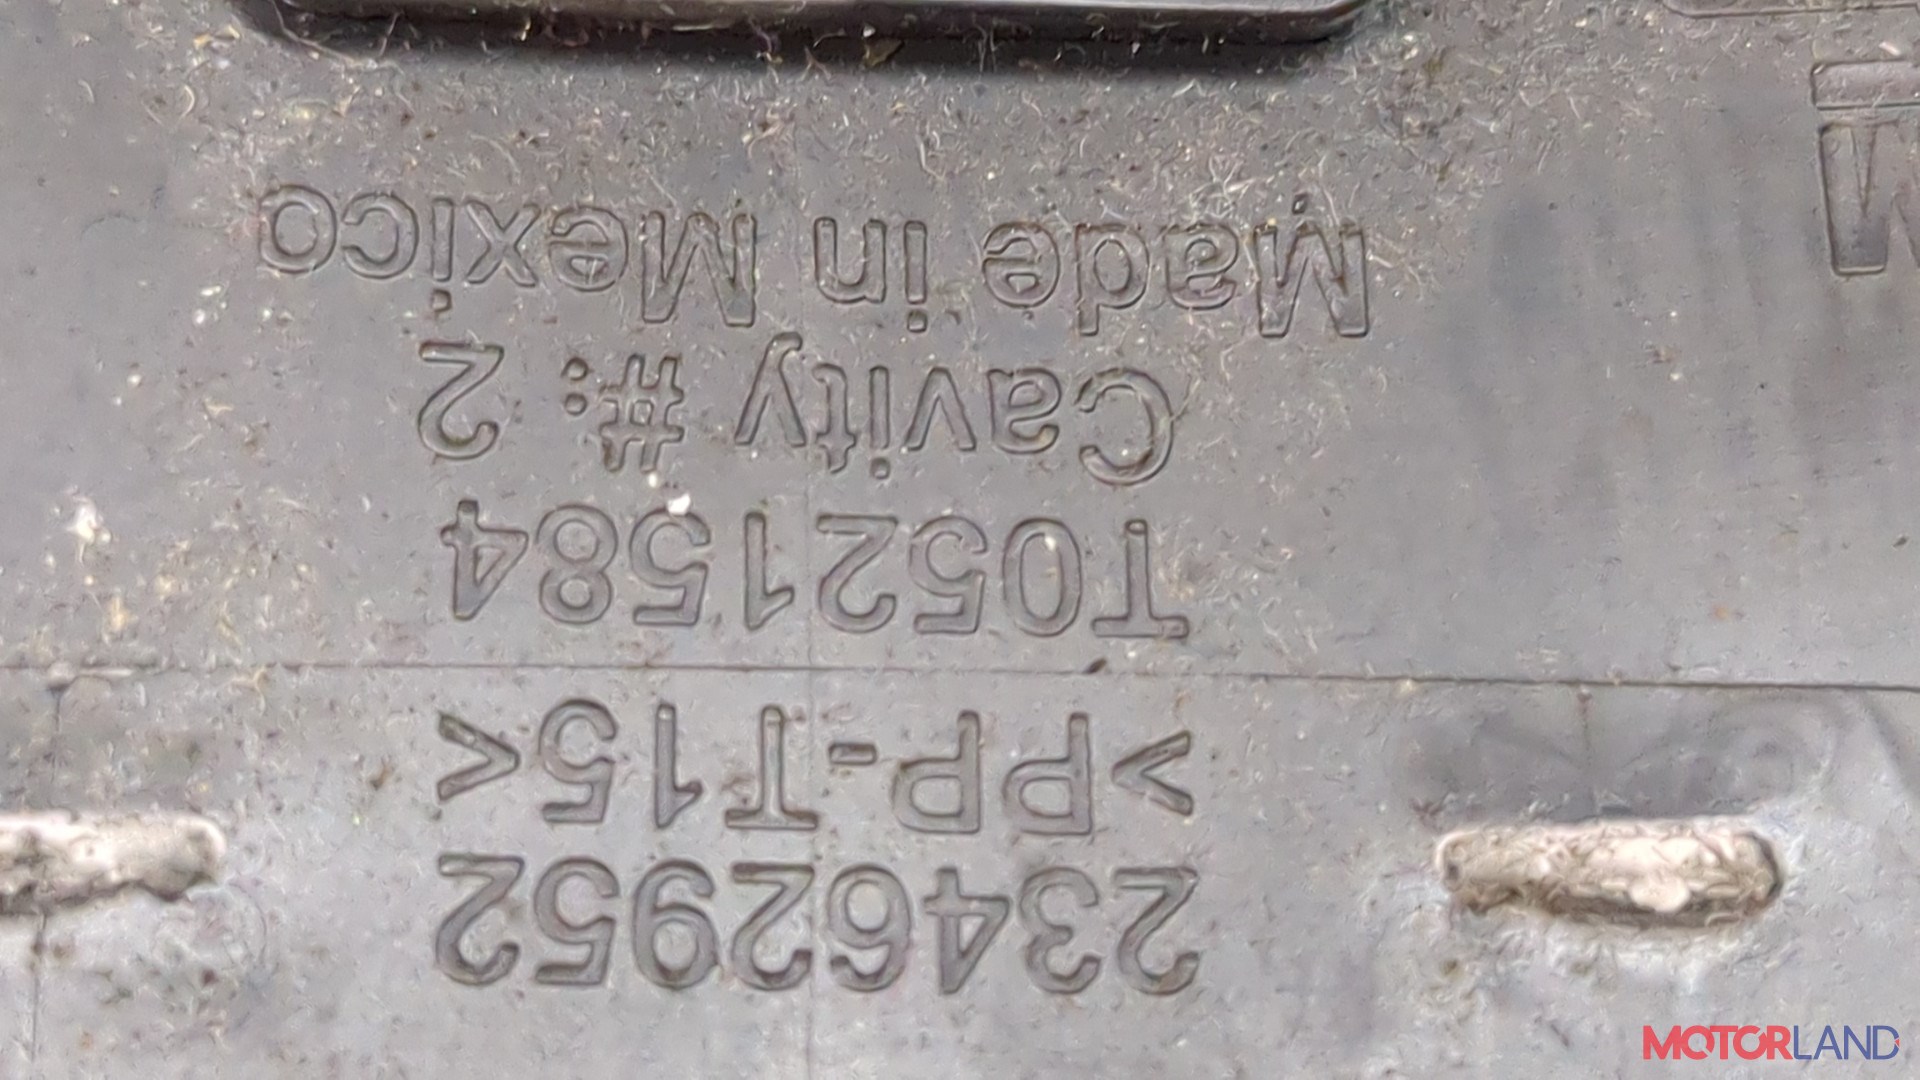 23462952
>PP-T15<
T0521584
Cavity #: 2
Made in Mexico
MOTORLAND